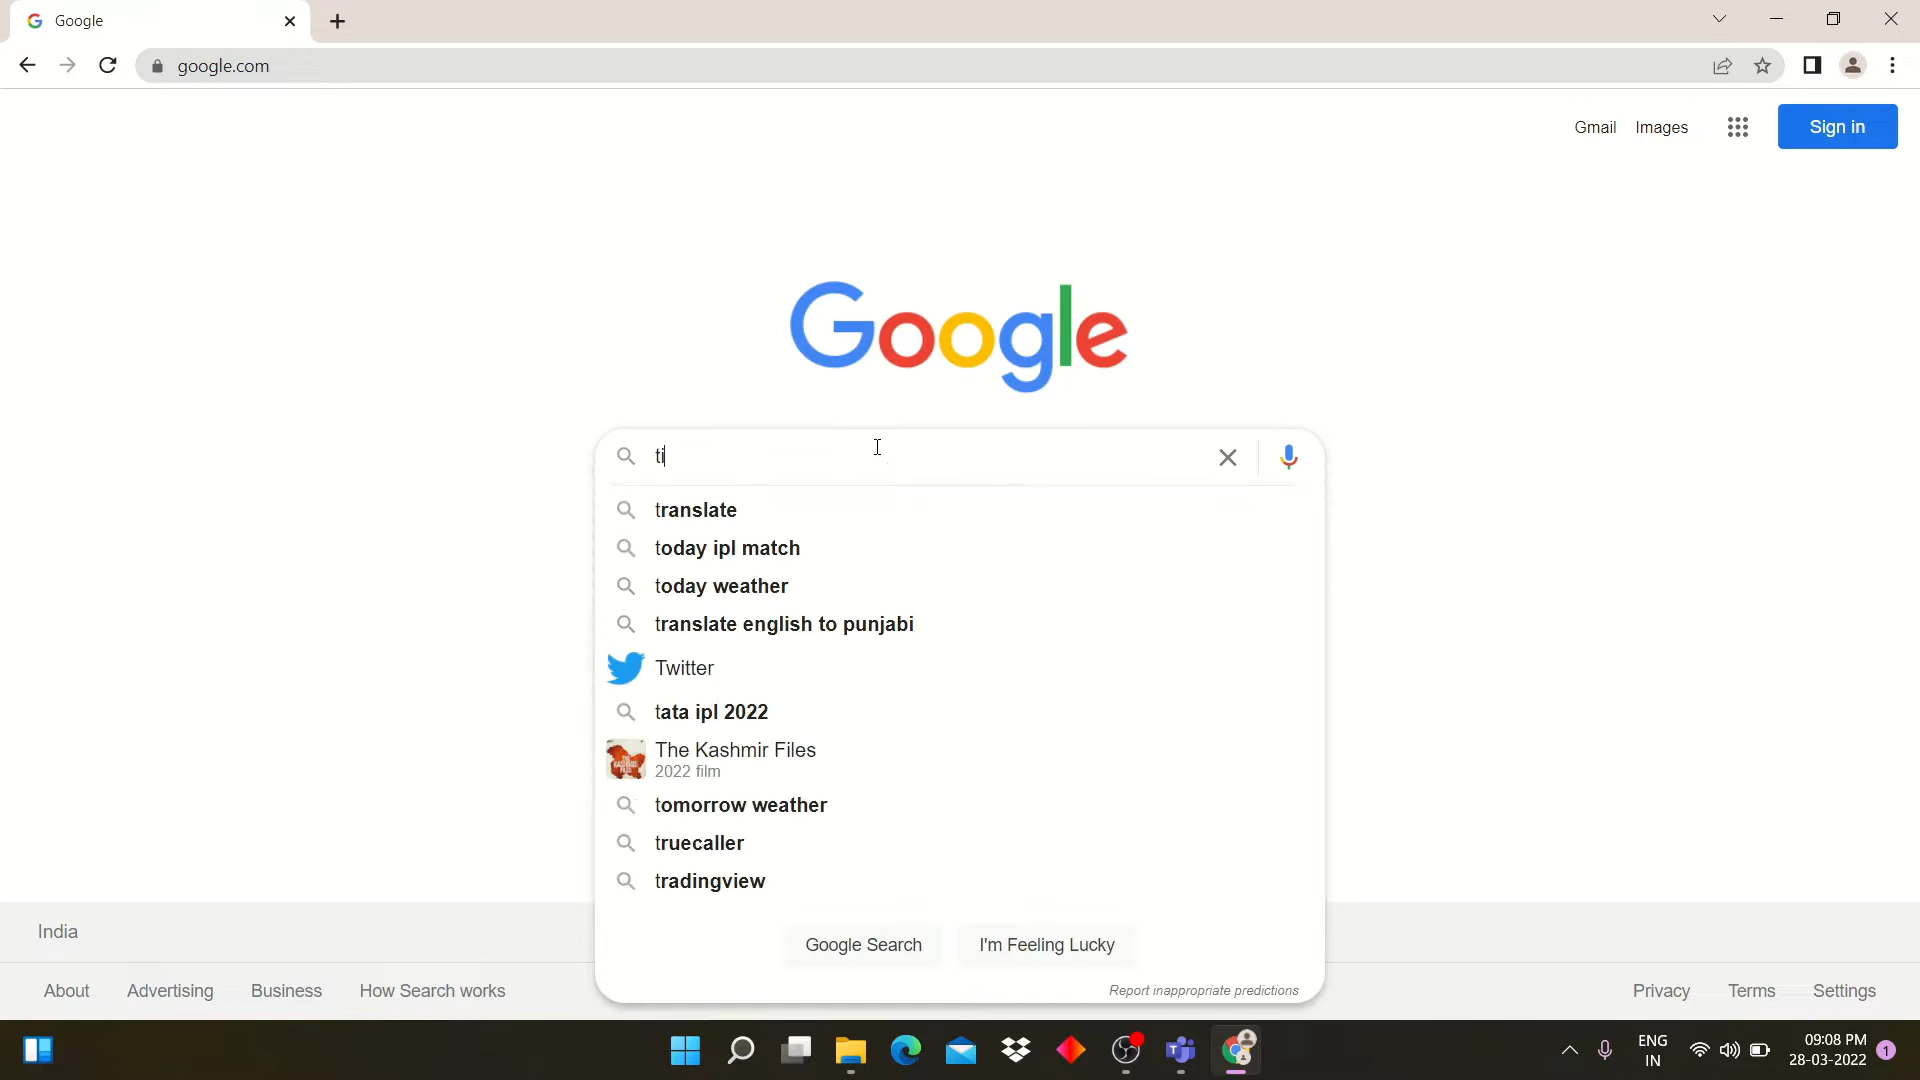 Google
google.com
Gmail Images Sign in
Google
ti
translate
today ipl match
today weather
translate english to punjabi
Twitter
tata ipl 2022
The Kashmir Files
2022 film
tomorrow weather
truecaller
tradingview
Google Search I'm Feeling Lucky
Report inappropriate predictions
India
About Advertising Business How Search works Privacy Terms Settings
ENG
IN
09:08 PM
28-03-2022
1